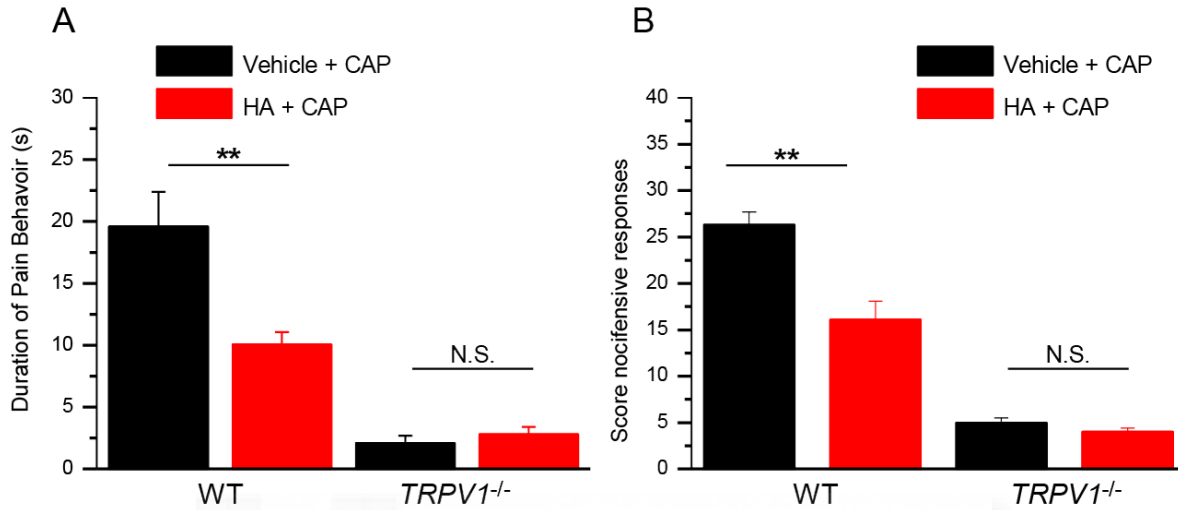 A
Vehicle + CAP
HA + CAP
Duration of Pain Behavoir (s)
30
25
20
15
10
5
0
**
N.S.
WT
TRPV1-/-
B
Vehicle + CAP
HA + CAP
Score nocifensive responses
40
35
30
25
20
15
10
5
0
**
N.S.
WT
TRPV1-/-